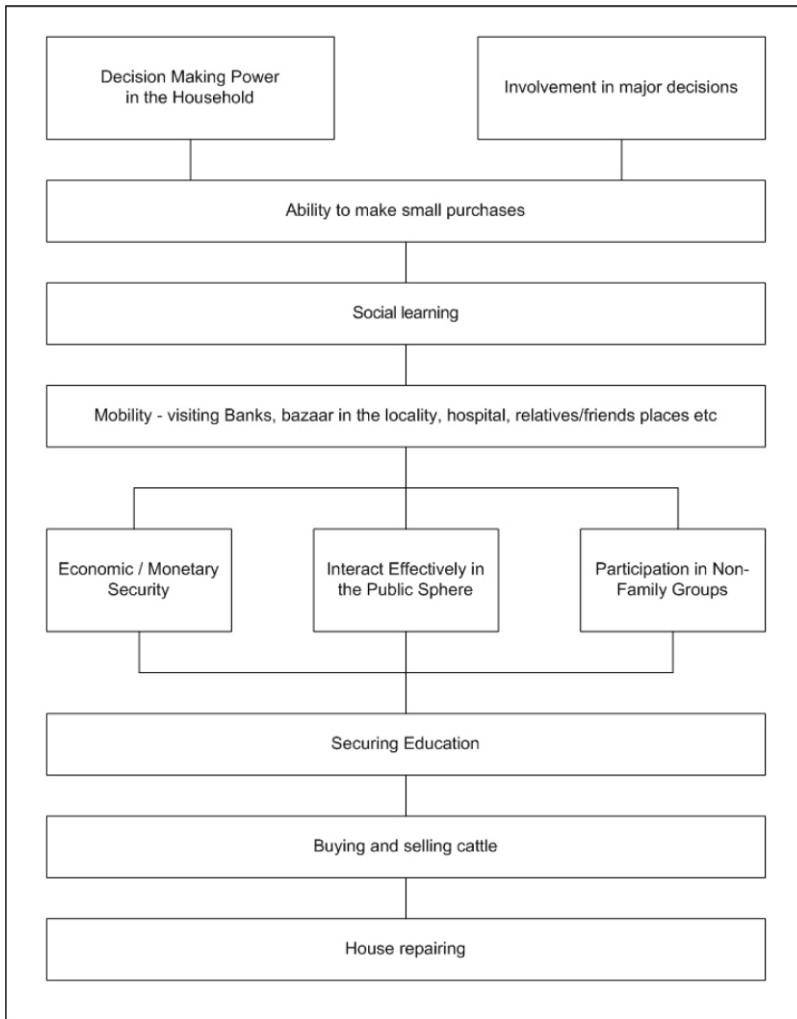 Decision Making Power
in the Household
Involvement in major decisions
Ability to make small purchases
Social learning
Mobility - visiting Banks, bazaar in the locality, hospital, relatives/friends places etc
Economic / Monetary
Security
Interact Effectively in
the Public Sphere
Participation in Non-
Family Groups
Securing Education
Buying and selling cattle
House repairing